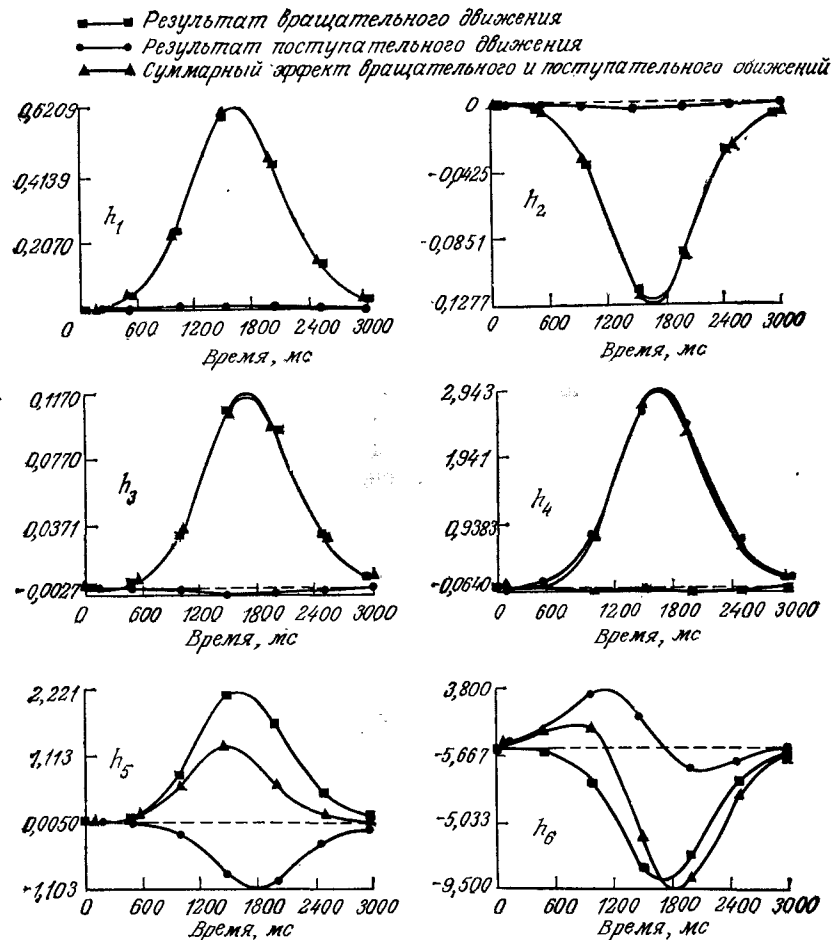 Результат вращательного движения
Результат поступательного движения
Суммарный эффект вращательного и поступательного движений
0,6209
0,4139
0,2070
h₁
0 600 1200 1800 2400 3000
Время, мс
0
-0,0425
-0,0851
-0,1277
h₂
0 600 1200 1800 2400 3000
Время, мс
0,1170
0,0770
0,0371
-0,0027
h₃
0 600 1200 1800 2400 3000
Время, мс
2,943
1,941
0,9383
-0,0640
h₄
0 600 1200 1800 2400 3000
Время, мс
2,221
1,113
0,0050
-1,103
h₅
0 600 1200 1800 2400 3000
Время, мс
3,800
-5,667
-5,033
-9,500
h₆
0 600 1200 1800 2400 3000
Время, мс